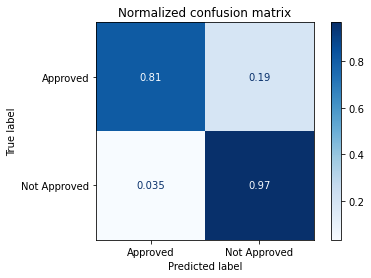 Normalized confusion matrix
True label
Approved
0.81
0.19
Not Approved
0.035
0.97
Approved
Not Approved
Predicted label
0.8
0.6
0.4
0.2